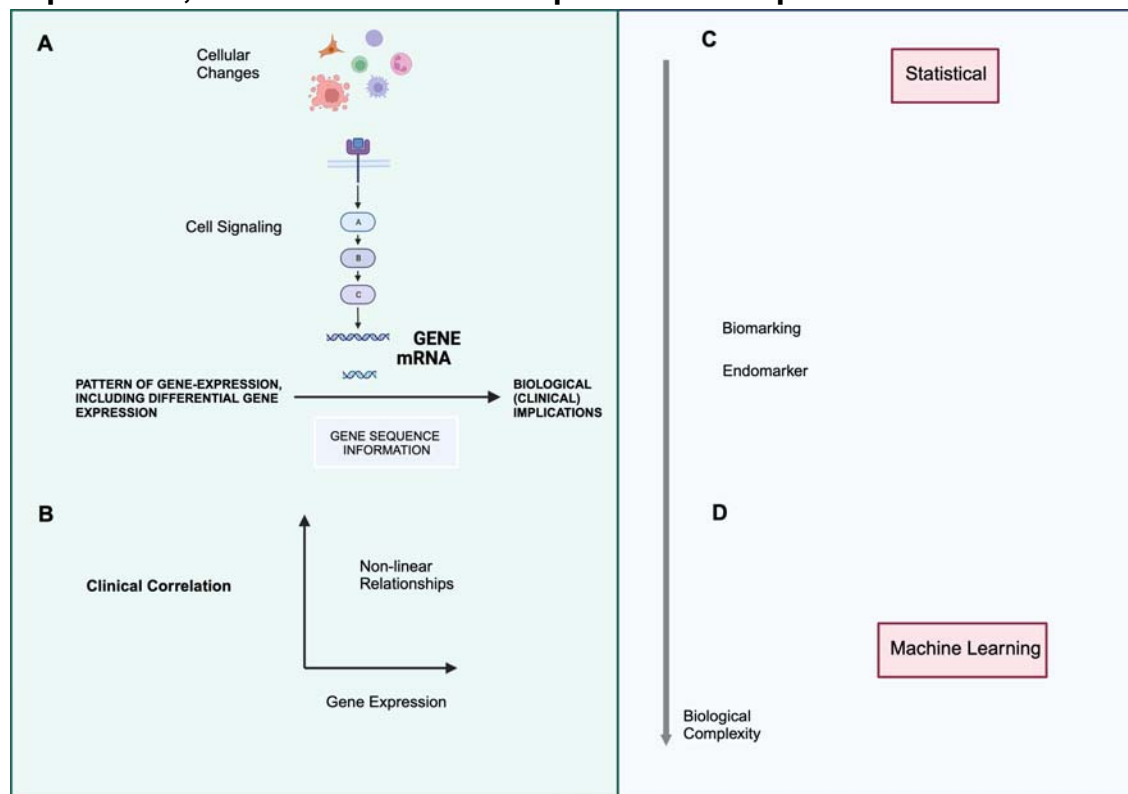 A
Cellular
Changes
Cell Signaling
A
B
C
GENE
mRNA
PATTERN OF GENE-EXPRESSION,
INCLUDING DIFFERENTIAL GENE
EXPRESSION
BIOLOGICAL
(CLINICAL)
IMPLICATIONS
GENE SEQUENCE
INFORMATION
B
Clinical Correlation
Non-linear
Relationships
Gene Expression
C
Statistical
Biomarking
Endomarker
D
Machine Learning
Biological
Complexity